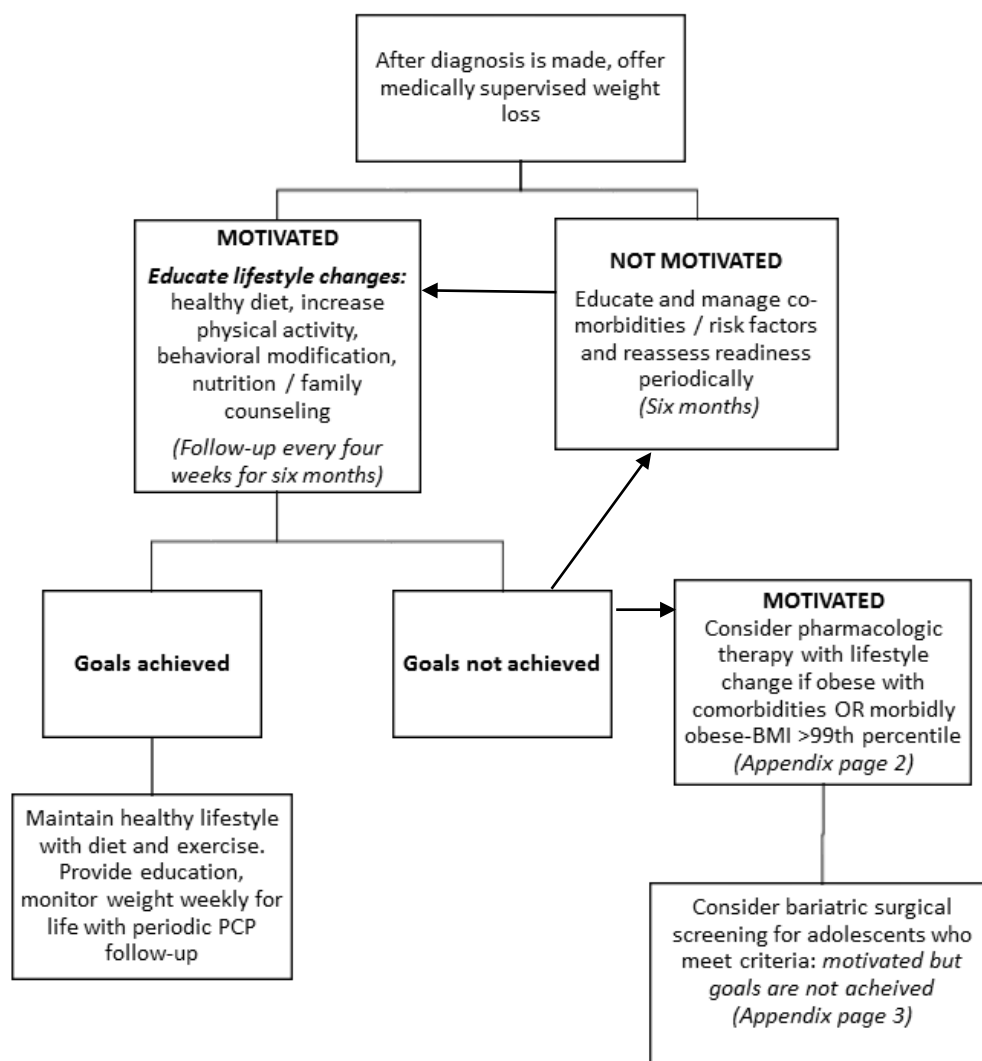 After diagnosis is made, offer
medically supervised weight
loss
MOTIVATED
Educate lifestyle changes:
healthy diet, increase
physical activity,
behavioral modification,
nutrition / family
counseling
(Follow-up every four
weeks for six months)
NOT MOTIVATED
Educate and manage co-
morbidities / risk factors
and reassess readiness
periodically
(Six months)
Goals achieved
Goals not achieved
MOTIVATED
Consider pharmacologic
therapy with lifestyle
change if obese with
comorbidities OR morbidly
obese-BMI >99th percentile
(Appendix page 2)
Maintain healthy lifestyle
with diet and exercise.
Provide education,
monitor weight weekly for
life with periodic PCP
follow-up
Consider bariatric surgical
screening for adolescents who
meet criteria: motivated but
goals are not acheived
(Appendix page 3)